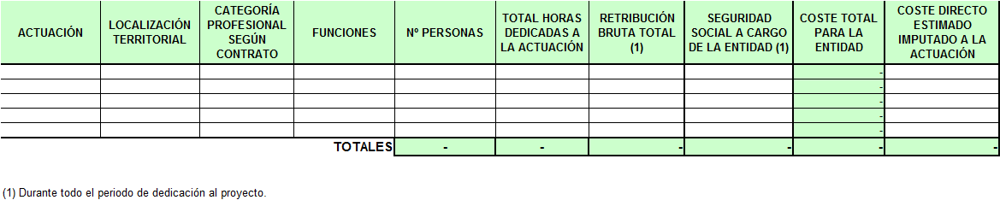 ACTUACIÓN
LOCALIZACIÓN
TERRITORIAL
CATEGORÍA
PROFESIONAL
SEGÚN
CONTRATO
FUNCIONES
Nº PERSONAS
TOTAL HORAS
DEDICADAS A
LA ACTUACIÓN
RETRIBUCIÓN
BRUTA TOTAL
(1)
SEGURIDAD
SOCIAL A CARGO
DE LA ENTIDAD (1)
COSTE TOTAL
PARA LA
ENTIDAD
COSTE DIRECTO
ESTIMADO
IMPUTADO A LA
ACTUACIÓN
-
-
-
-
-
TOTALES - - - - - -
(1) Durante todo el periodo de dedicación al proyecto.